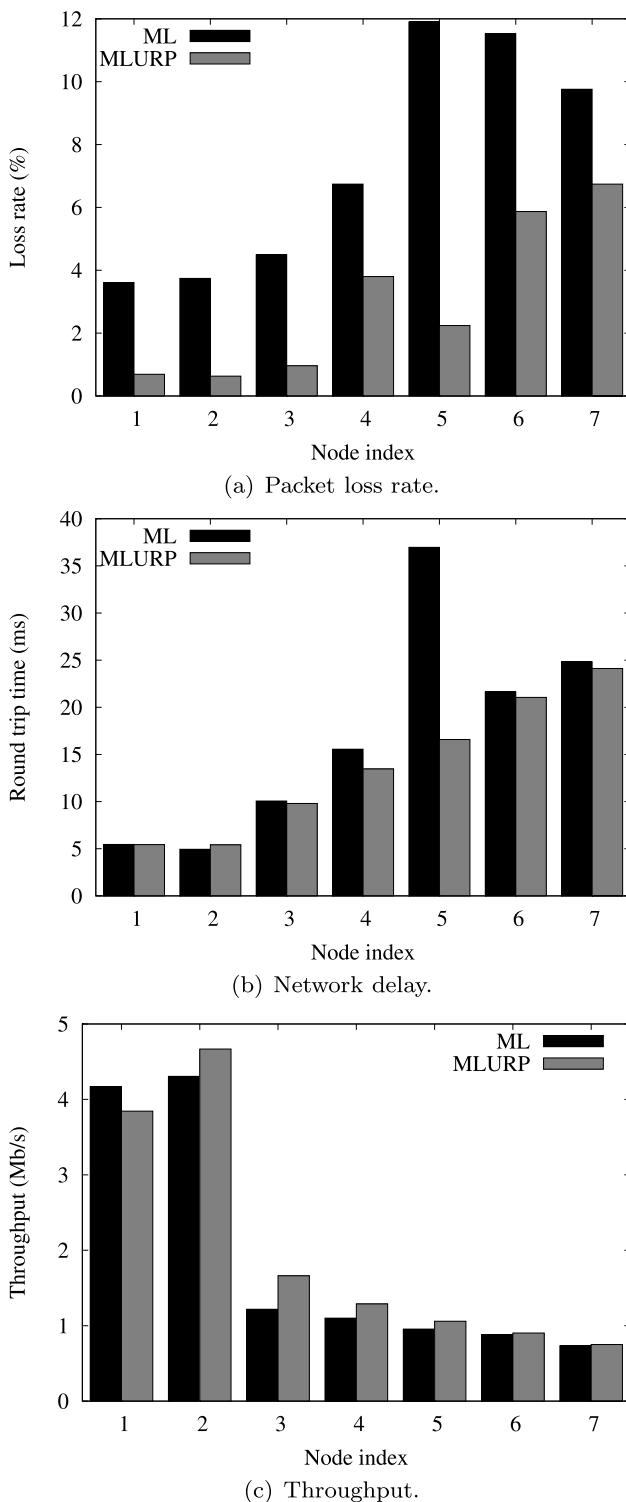 12
ML
MLURP
10
8
6
4
2
0
Loss rate (%)
1 2 3 4 5 6 7
Node index
(a) Packet loss rate.
40
ML
MLURP
35
30
25
20
15
10
5
0
Round trip time (ms)
1 2 3 4 5 6 7
Node index
(b) Network delay.
5
ML
MLURP
4
3
2
1
0
Throughput (Mb/s)
1 2 3 4 5 6 7
Node index
(c) Throughput.